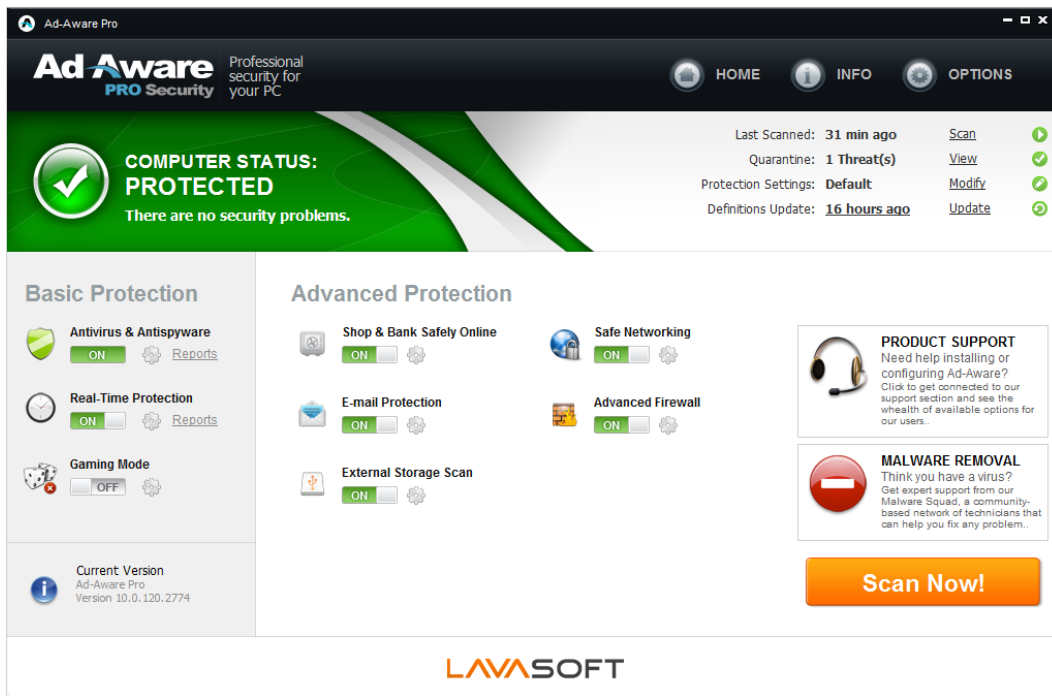 Ad-Aware Pro
Ad-Aware
PRO Security
Professional
security for
your PC
HOME
INFO
OPTIONS
COMPUTER STATUS:
PROTECTED
There are no security problems.
Last Scanned: 31 min ago Scan
Quarantine: 1 Threat(s) View
Protection Settings: Default Modify
Definitions Update: 16 hours ago Update
Basic Protection
Antivirus & Antispyware
ON Reports
Real-Time Protection
ON Reports
Gaming Mode
OFF
Current Version
Ad-Aware Pro
Version 10.0.120.2774
Advanced Protection
Shop & Bank Safely Online
ON
Safe Networking
ON
E-mail Protection
ON
Advanced Firewall
ON
External Storage Scan
ON
PRODUCT SUPPORT
Need help installing or
configuring Ad-Aware?
Click to get connected to our
support section and see the
whealth of available options for
our users..
MALWARE REMOVAL
Think you have a virus?
Get expert support from our
Malware Squad, a community-
based network of technicians that
can help you fix any problem..
Scan Now!
LAVASOFT